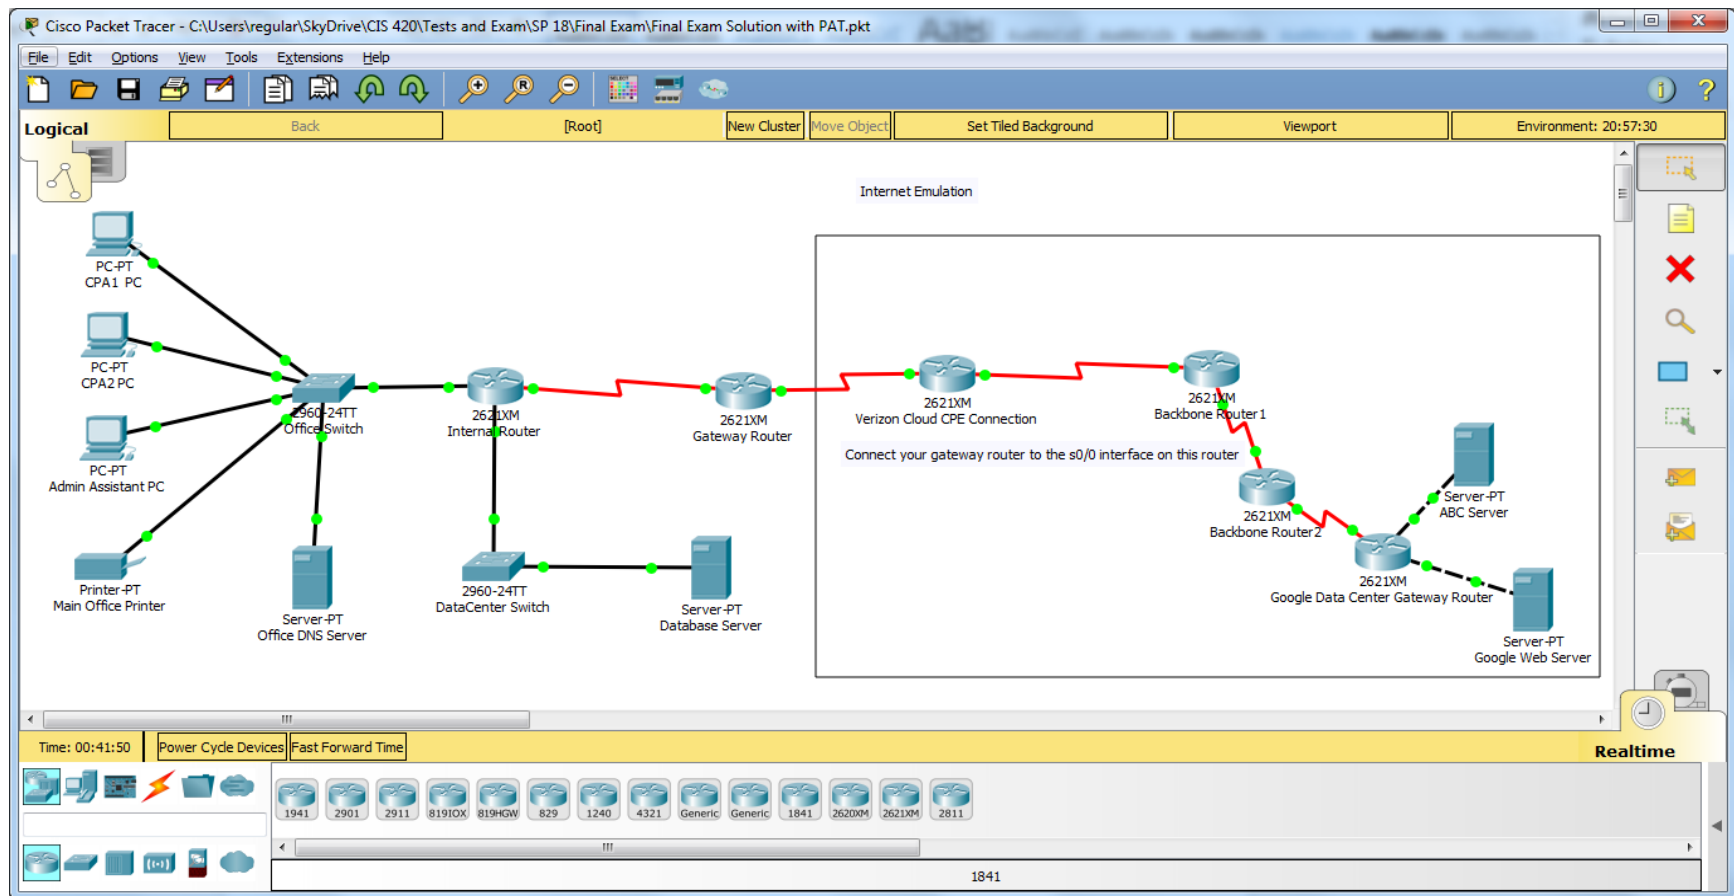 Cisco Packet Tracer - C:\Users\regular\SkyDrive\CIS 420\Tests and Exam\SP 18\Final Exam\Final Exam Solution with PAT.pkt
File Edit Options View Tools Extensions Help
Logical Back [Root] New Cluster Move Object Set Tiled Background Viewport Environment: 20:57:30
Internet Emulation
PC-PT
CPA1 PC
PC-PT
CPA2 PC
PC-PT
Admin Assistant PC
Printer-PT
Main Office Printer
2960-24TT
Office Switch
Server-PT
Office DNS Server
2621XM
Internal Router
2960-24TT
DataCenter Switch
Server-PT
Database Server
2621XM
Gateway Router
2621XM
Verizon Cloud CPE Connection
Connect your gateway router to the s0/0 interface on this router
2621XM
Backbone Router1
2621XM
Backbone Router2
Server-PT
ABC Server
2621XM
Google Data Center Gateway Router
Server-PT
Google Web Server
Time: 00:41:50 Power Cycle Devices Fast Forward Time Realtime
1941 2901 2911 819IOX 819HGW 829 1240 4321 Generic Generic 1841 2620XM 2621XM 2811
1841